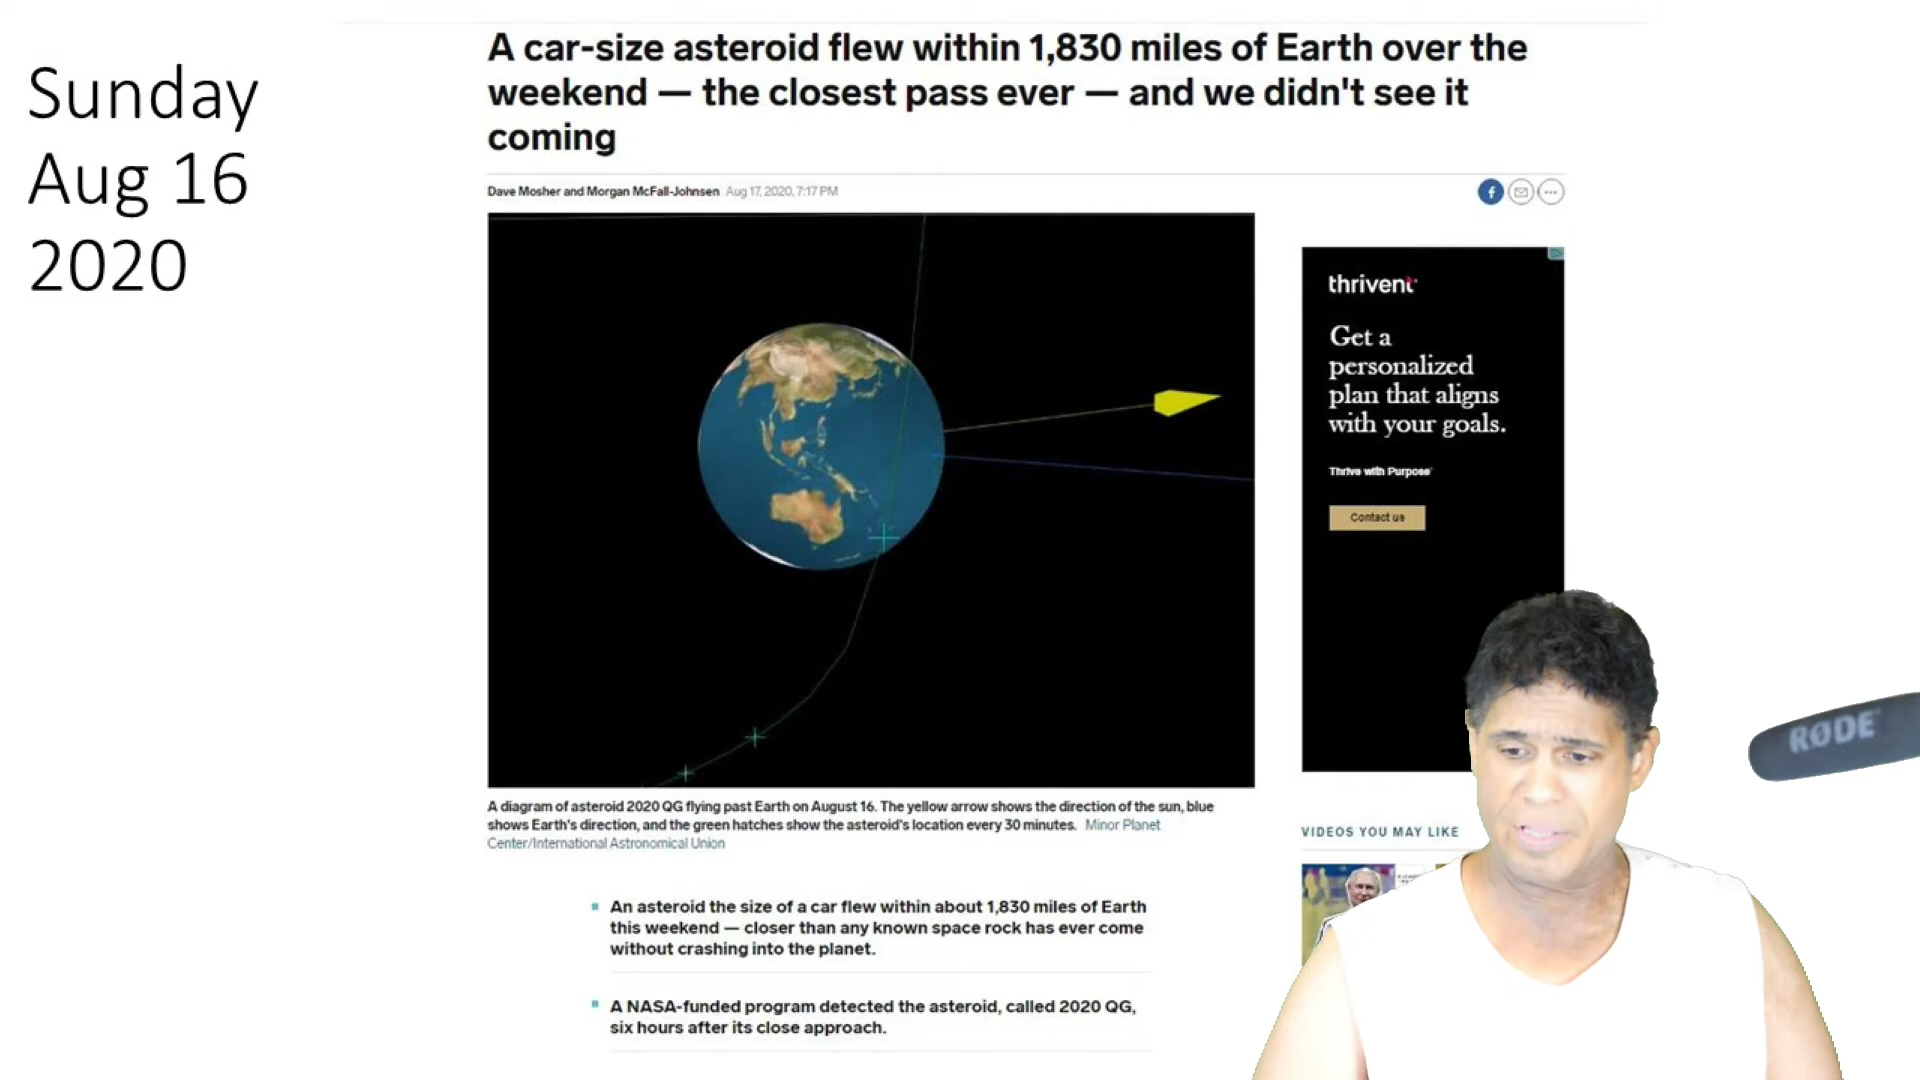 Sunday
Aug 16
2020
A car-size asteroid flew within 1,830 miles of Earth over the
weekend — the closest pass ever — and we didn't see it
coming
Dave Mosher and Morgan McFall-Johnsen Aug 17, 2020, 7:17 PM
f
thrivent
Get a
personalized
plan that aligns
with your goals.
Thrive with Purpose
Contact us
A diagram of asteroid 2020 QG flying past Earth on August 16. The yellow arrow shows the direction of the sun, blue
shows Earth's direction, and the green hatches show the asteroid's location every 30 minutes. Minor Planet
Center/International Astronomical Union
VIDEOS YOU MAY LIKE
An asteroid the size of a car flew within about 1,830 miles of Earth
this weekend — closer than any known space rock has ever come
without crashing into the planet.
A NASA-funded program detected the asteroid, called 2020 QG,
six hours after its close approach.
RØDE